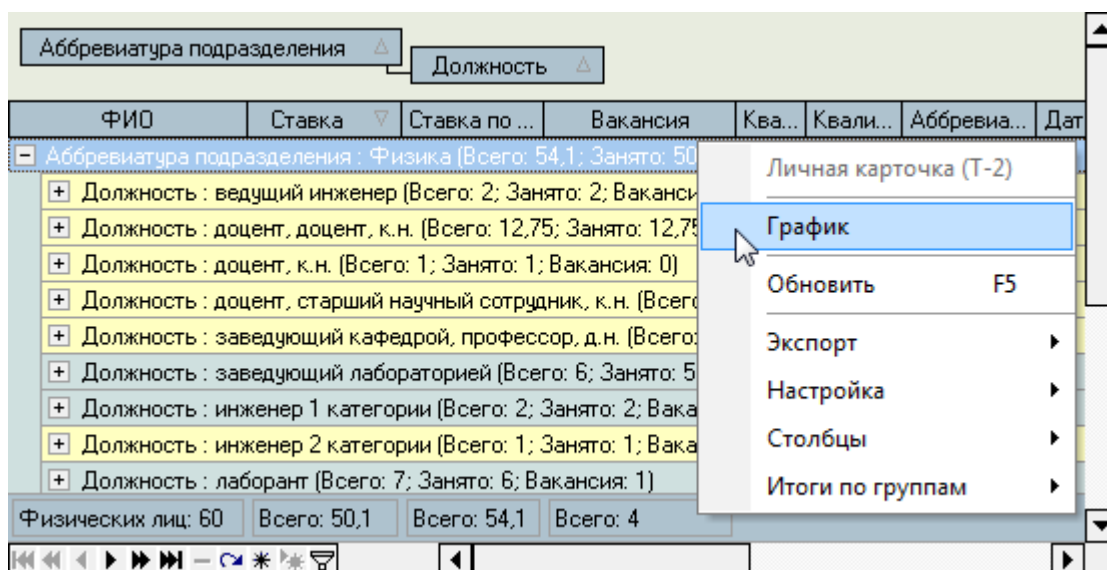 Аббревиатура подразделения
Должность
ФИО Ставка Ставка по ... Вакансия Ква... Квали... Аббревиа... Дат
Аббревиатура подразделения : Физика (Всего: 54,1; Занято: 50
Должность : ведущий инженер (Всего: 2; Занято: 2; Ваканси
Должность : доцент, доцент, к.н. (Всего: 12,75; Занято: 12,75
Должность : доцент, к.н. (Всего: 1; Занято: 1; Вакансия: 0)
Должность : доцент, старший научный сотрудник, к.н. (Всего
Должность : заведующий кафедрой, профессор, д.н. (Всего:
Должность : заведующий лабораторией (Всего: 6; Занято: 5
Должность : инженер 1 категории (Всего: 2; Занято: 2; Вака
Должность : инженер 2 категории (Всего: 1; Занято: 1; Вака
Должность : лаборант (Всего: 7; Занято: 6; Вакансия: 1)
Физических лиц: 60 Всего: 50,1 Всего: 54,1 Всего: 4
Личная карточка (Т-2)
График
Обновить F5
Экспорт
Настройка
Столбцы
Итоги по группам